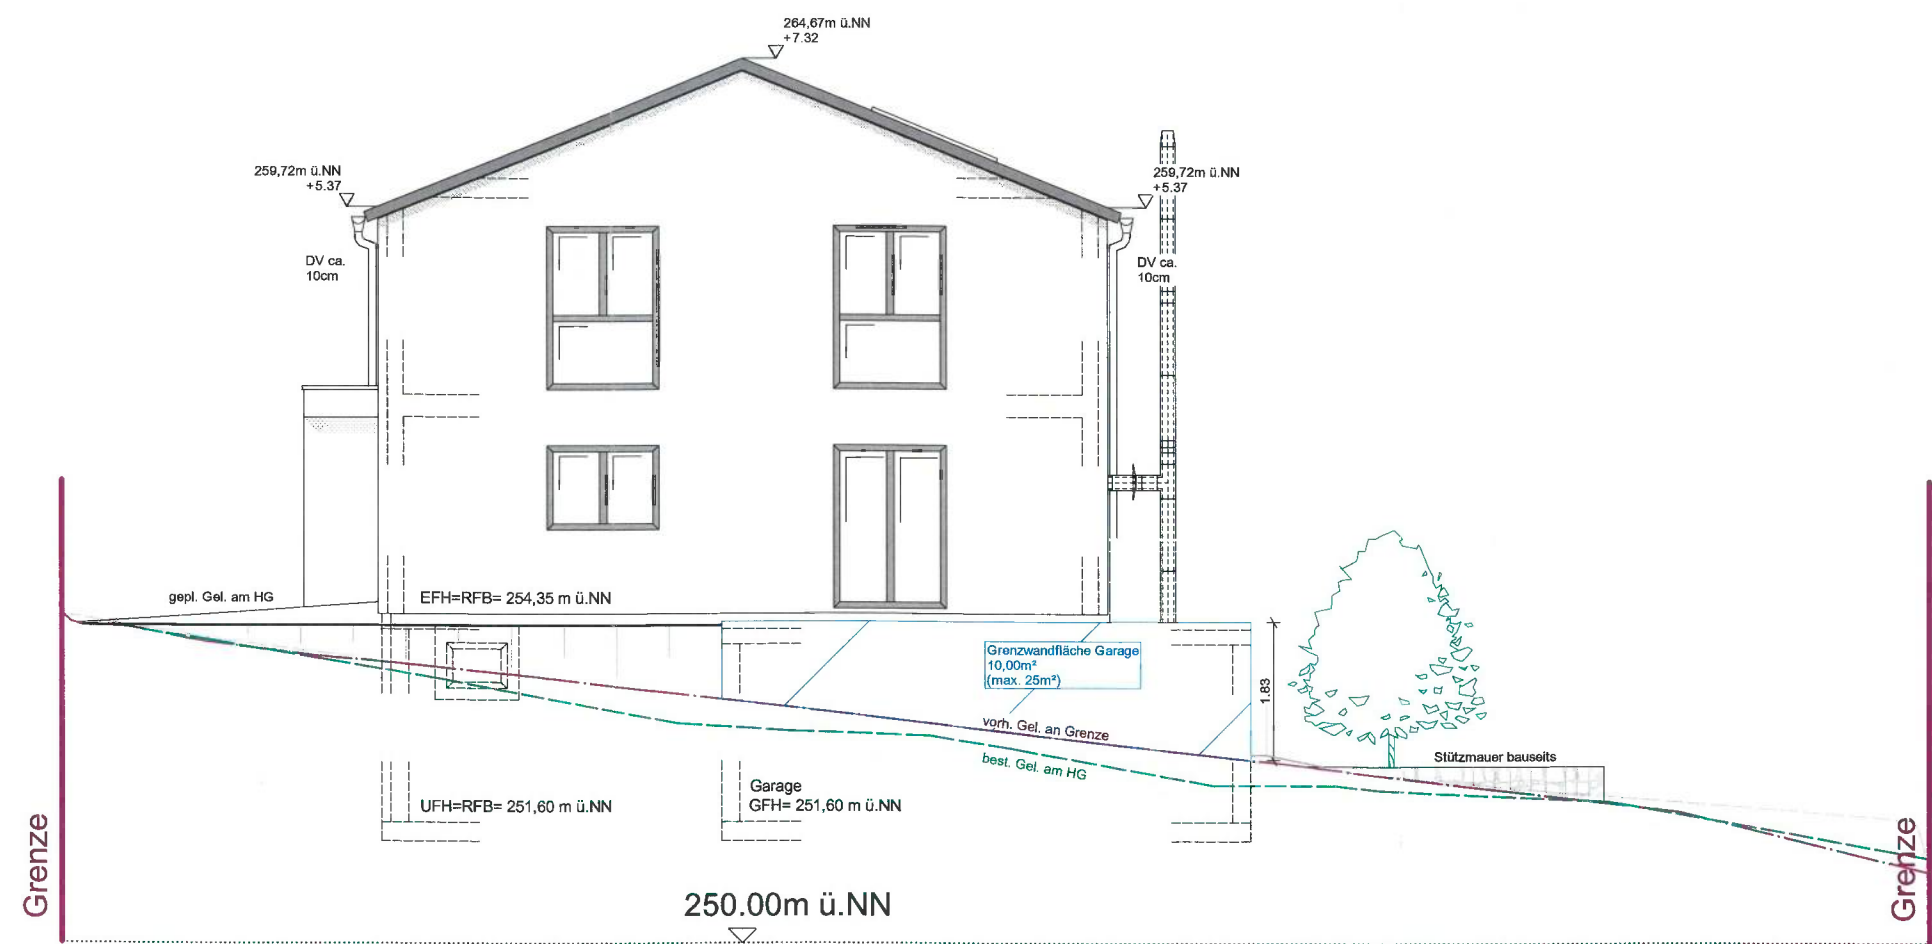 264,67m ü.NN
+7.32
259,72m ü.NN
+5.37
259,72m ü.NN
+5.37
DV ca.
10cm
DV ca.
10cm
gepl. Gel. am HG
EFH=RFB= 254,35 m ü.NN
Grenzwandfläche Garage
10,00m²
(max. 25m²)
1.83
vorh. Gel. an Grenze
best. Gel. am HG
Stützmauer bauseits
UFH=RFB= 251,60 m ü.NN
Garage
GFH= 251,60 m ü.NN
Grenze
Grenze
250.00m ü.NN